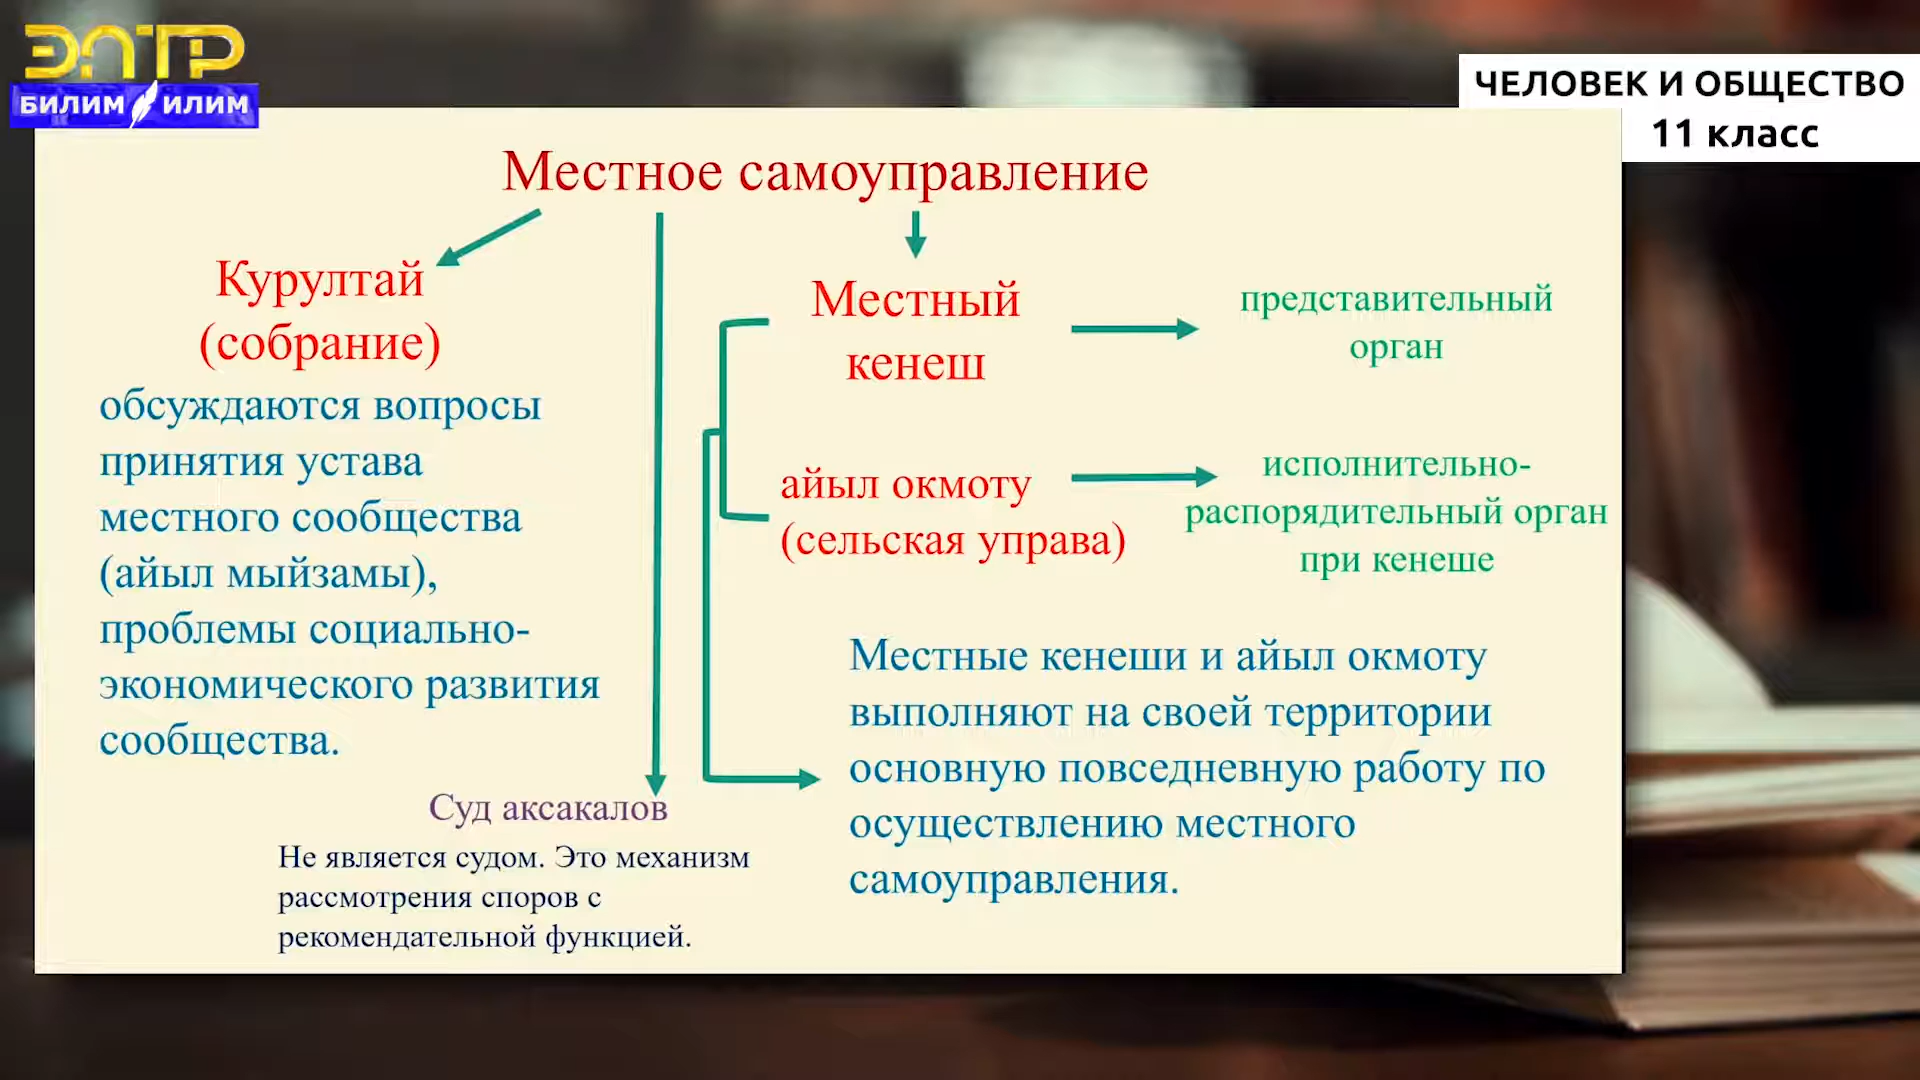 ЭЛТР
БИЛИМ ИЛИМ
ЧЕЛОВЕК И ОБЩЕСТВО
11 класс
Местное самоуправление
Курултай
(собрание)
обсуждаются вопросы
принятия устава
местного сообщества
(айыл мыйзамы),
проблемы социально-
экономического развития
сообщества.
Суд аксакалов
Не является судом. Это механизм
рассмотрения споров с
рекомендательной функцией.
Местный
кенеш
представительный
орган
айыл окмоту
(сельская управа)
исполнительно-
распорядительный орган
при кенеше
Местные кенеши и айыл окмоту
выполняют на своей территории
основную повседневную работу по
осуществлению местного
самоуправления.